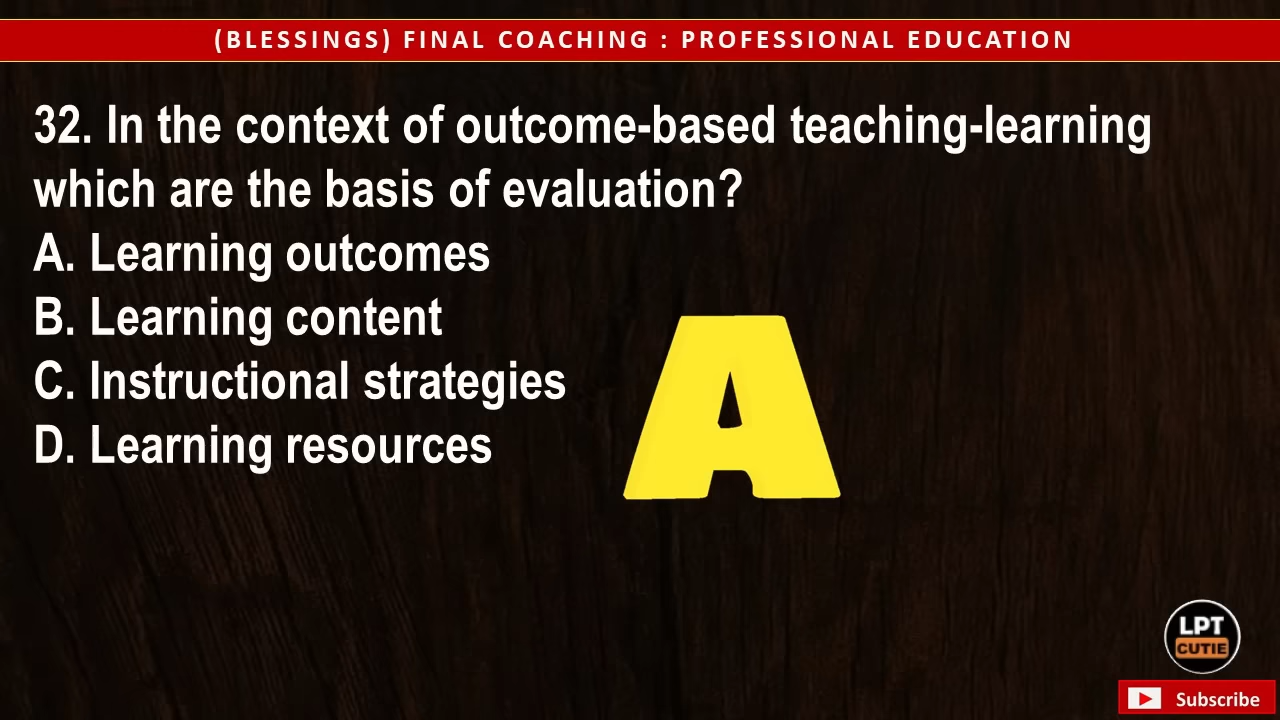 (BLESSINGS) FINAL COACHING : PROFESSIONAL EDUCATION
32. In the context of outcome-based teaching-learning
which are the basis of evaluation?
A. Learning outcomes
B. Learning content
C. Instructional strategies
D. Learning resources
A
LPT
CUTIE
Subscribe